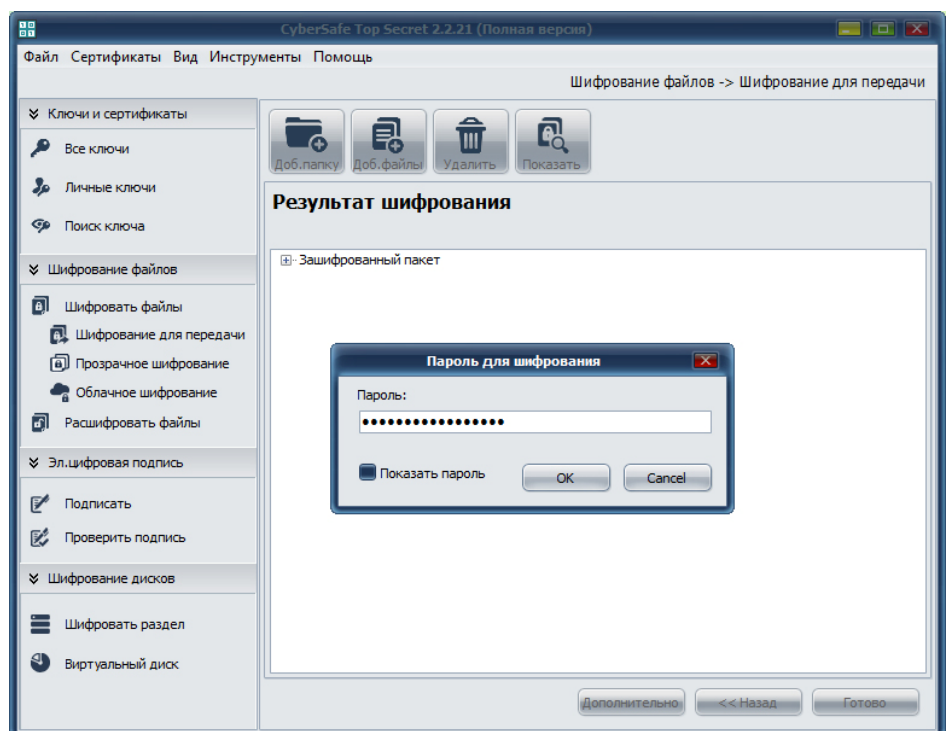 CyberSafe Top Secret 2.2.21 (Полная версия)
Файл Сертификаты Вид Инструменты Помощь
Шифрование файлов -> Шифрование для передачи
Ключи и сертификаты
Все ключи
Личные ключи
Поиск ключа
Шифрование файлов
Шифровать файлы
Шифрование для передачи
Прозрачное шифрование
Облачное шифрование
Расшифровать файлы
Эл.цифровая подпись
Подписать
Проверить подпись
Шифрование дисков
Шифровать раздел
Виртуальный диск
Доб.папку Доб.файлы Удалить Показать
Результат шифрования
Зашифрованный пакет
Пароль для шифрования
Пароль:
•••••••••••••••••
Показать пароль OK Cancel
Дополнительно << Назад Готово